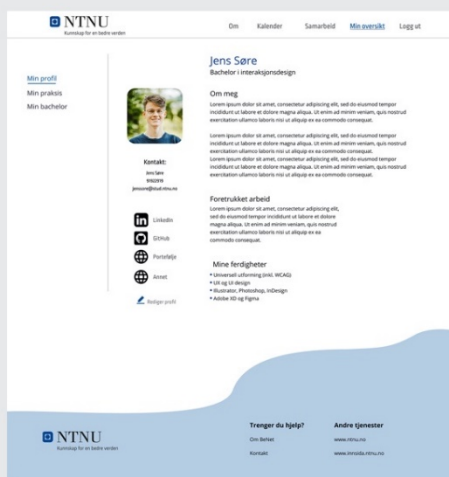 NTNU
Kunnskap for en bedre verden
Om Kalender Samarbeid Min oversikt Logg ut
Min profil
Min praksis
Min bachelor
Jens Søre
Bachelor i interaksjonsdesign
Om meg
Lorem ipsum dolor sit amet, consectetur adipiscing elit, sed do eiusmod tempor
incididunt ut labore et dolore magna aliqua. Ut enim ad minim veniam, quis nostrud
exercitation ullamco laboris nisi ut aliquip ex ea commodo consequat.
Lorem ipsum dolor sit amet, consectetur adipiscing elit, sed do eiusmod tempor
incididunt ut labore et dolore magna aliqua. Ut enim ad minim veniam, quis nostrud
exercitation ullamco laboris nisi ut aliquip ex ea commodo consequat.
Lorem ipsum dolor sit amet, consectetur adipiscing elit, sed do eiusmod tempor
incididunt ut labore et dolore magna aliqua. Ut enim ad minim veniam, quis nostrud
exercitation ullamco laboris nisi ut aliquip ex ea commodo consequat.
Kontakt:
Jens Søre
jenssore@stud.ntnu.no
LinkedIn
GitHub
Portefølje
Annet
Rediger profil
Foretrukket arbeid
Lorem ipsum dolor sit amet, consectetur adipiscing elit,
sed do eiusmod tempor incididunt ut labore et dolore
magna aliqua. Ut enim ad minim veniam, quis nostrud
exercitation ullamco laboris nisi ut aliquip ex ea
commodo consequat.
Mine ferdigheter
• Universell utforming (inkl. WCAG)
• UX og UI design
• Illustrator, Photoshop, InDesign
• Adobe XD og Figma
NTNU
Kunnskap for en bedre verden
Trenger du hjelp?
Om BeNet
Kontakt
Andre tjenester
www.ntnu.no
www.innsida.ntnu.no